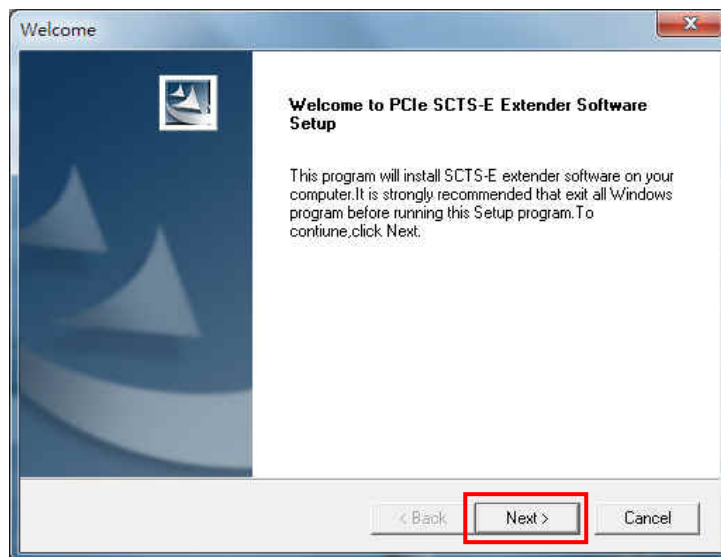 Welcome
Welcome to PCIe SCTS-E Extender Software
Setup
This program will install SCTS-E extender software on your
computer.It is strongly recommended that exit all Windows
program before running this Setup program.To
contiune,click Next.
< Back
Next >
Cancel